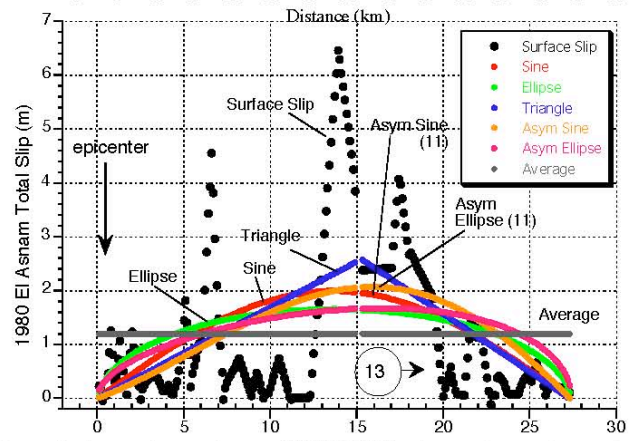 Distance (km)
7
6
5
4
3
2
1
0
1980 El Asnam Total Slip (m)
Surface Slip
Sine
Ellipse
Triangle
Asym Sine
Asym Ellipse
Average
epicenter
Surface Slip
Asym Sine
(11)
Asym
Ellipse (11)
Triangle
Sine
Ellipse
Average
13
0
5
10
15
20
25
30